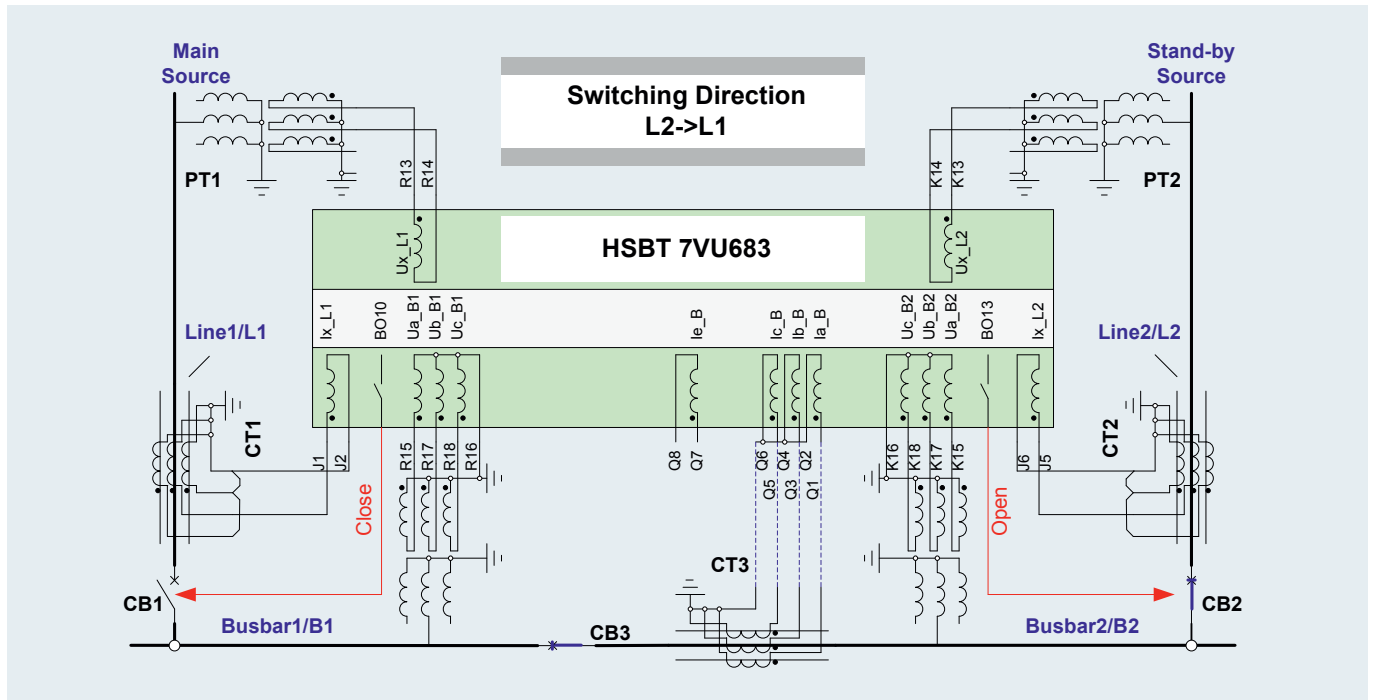 Main
Source
Stand-by
Source
Switching Direction
L2->L1
PT1
R13
R14
K14
K13
PT2
HSBT 7VU683
Ux_L1
Ux_L2
Ix_L1
BO10
Ua_B1
Ub_B1
Uc_B1
Ie_B
Ic_B
Ib_B
Ia_B
Uc_B2
Ub_B2
Ua_B2
BO13
Ix_L2
Line1/L1
Line2/L2
CT1
J1
J2
Close
R15
R17
R18
R16
Q8
Q7
Q6
Q5
Q4
Q3
Q2
Q1
K16
K18
K17
K15
Open
J6
J5
CT2
CT3
CB1
Busbar1/B1
CB3
Busbar2/B2
CB2